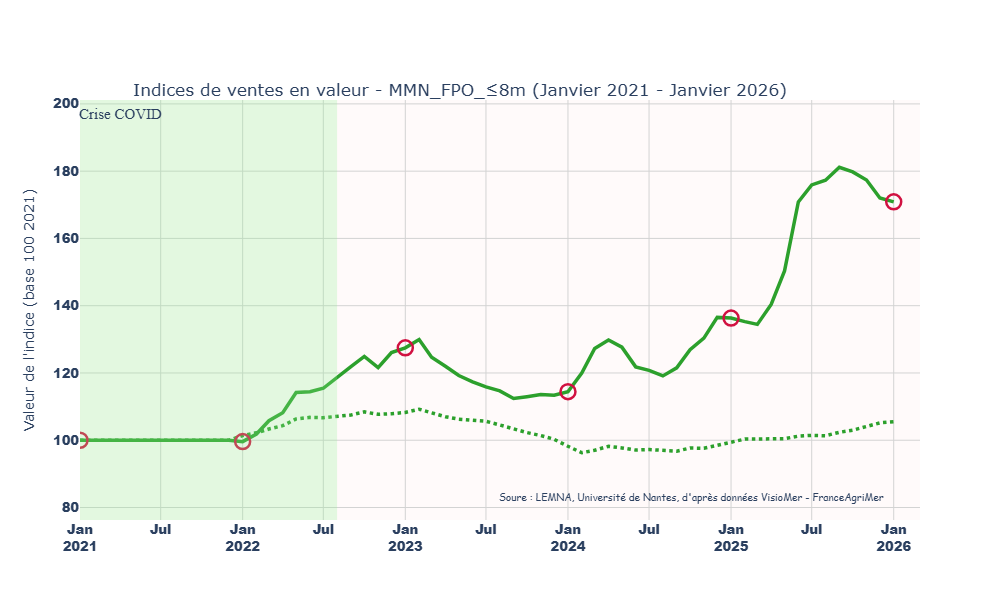 Indices de ventes en valeur - MMN_FPO_≤8m (Janvier 2021 - Janvier 2026)
Crise COVID
Valeur de l'indice (base 100 2021)
200
180
160
140
120
100
80
Soure : LEMNA, Université de Nantes, d'après données VisioMer - FranceAgriMer
Jan Jul Jan Jul Jan Jul Jan Jul Jan Jul Jan
2021 2022 2023 2024 2025 2026